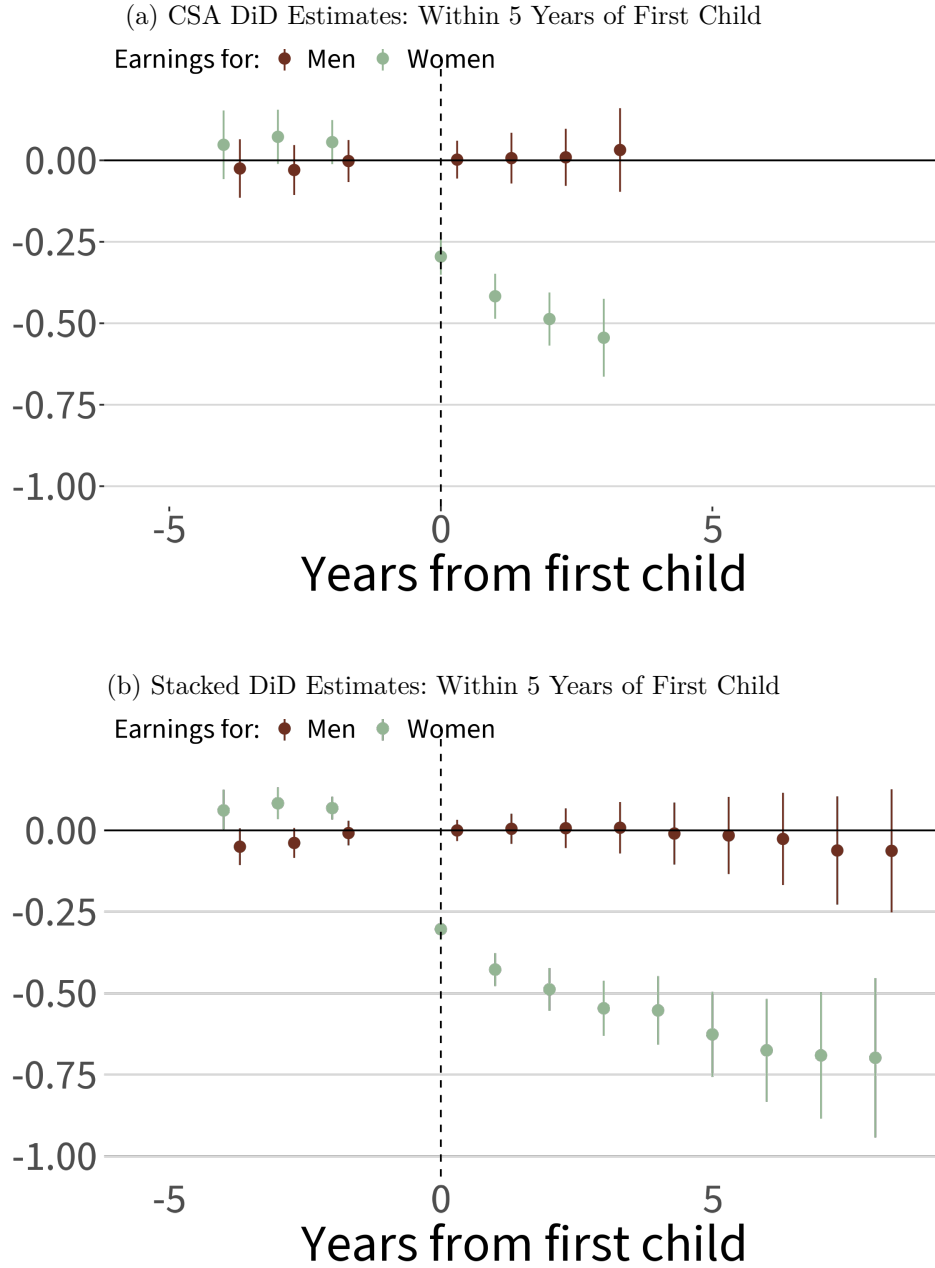 (a) CSA DiD Estimates: Within 5 Years of First Child
Earnings for: Men Women
0.00
-0.25
-0.50
-0.75
-1.00
-5 0 5
Years from first child
(b) Stacked DiD Estimates: Within 5 Years of First Child
Earnings for: Men Women
0.00
-0.25
-0.50
-0.75
-1.00
-5 0 5
Years from first child